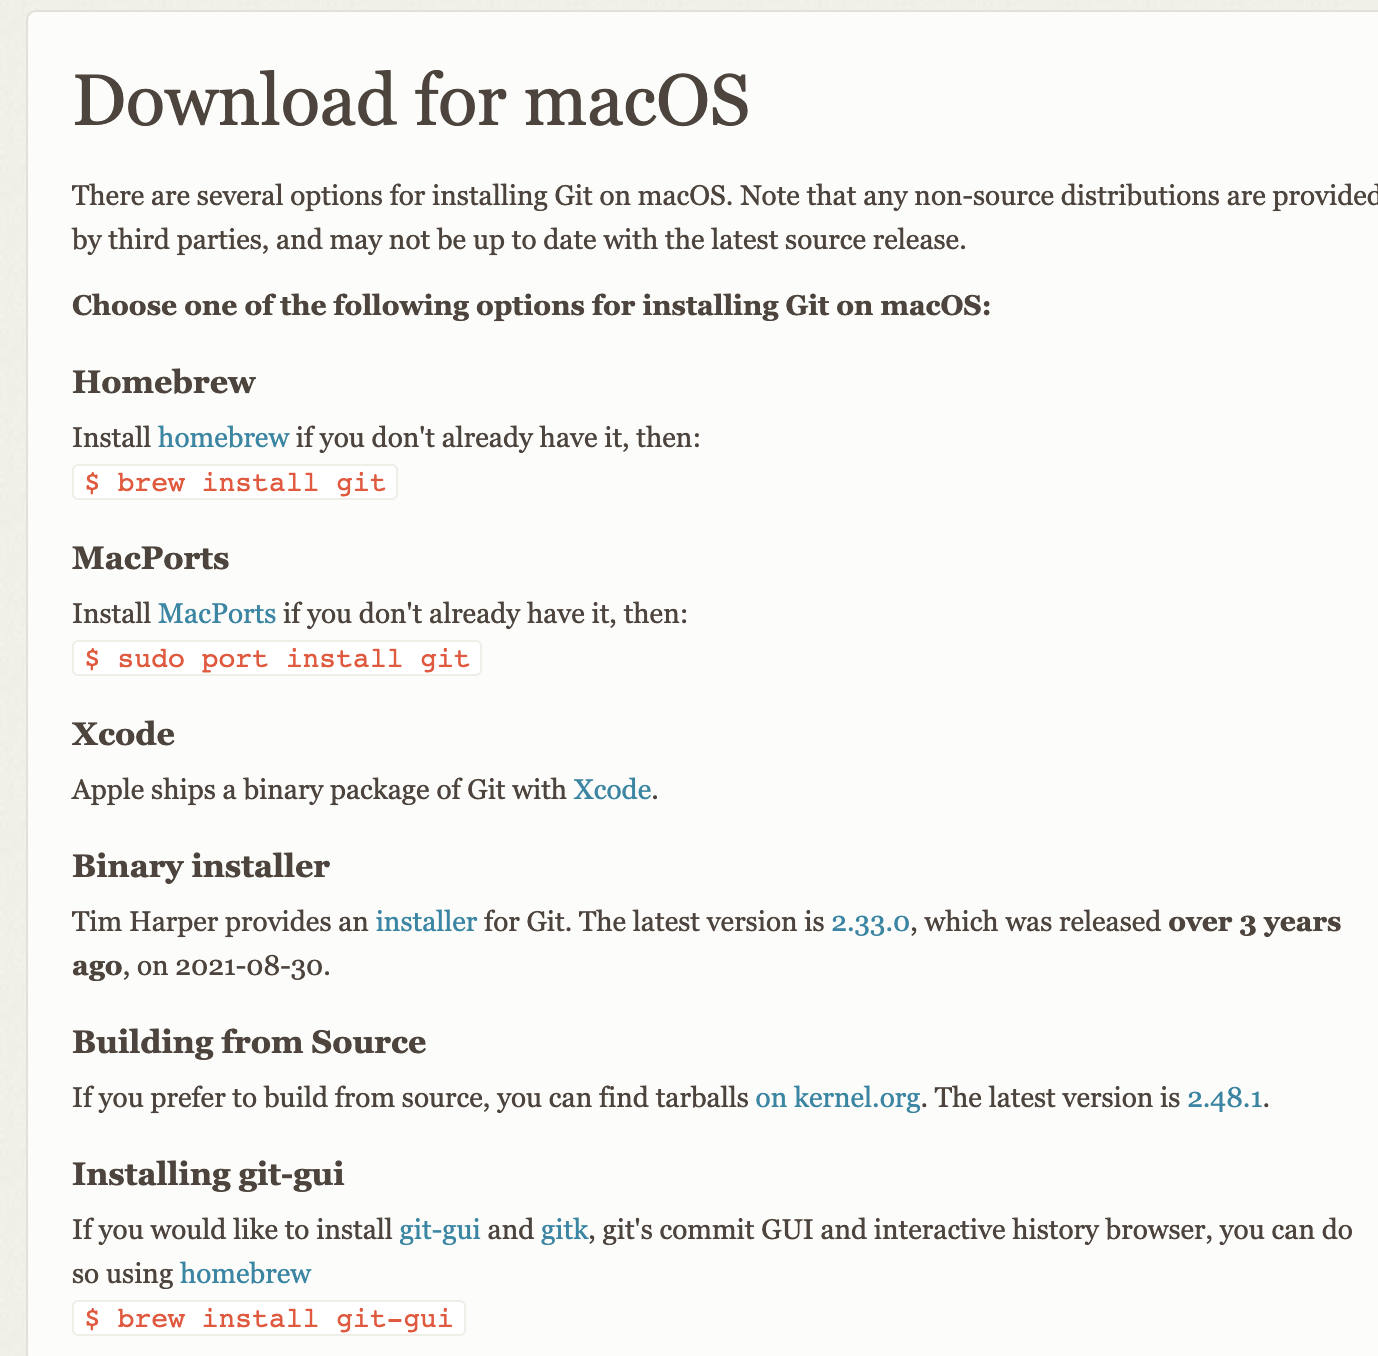 Download for macOS
There are several options for installing Git on macOS. Note that any non-source distributions are provided
by third parties, and may not be up to date with the latest source release.
Choose one of the following options for installing Git on macOS:
Homebrew
Install homebrew if you don't already have it, then:
$ brew install git
MacPorts
Install MacPorts if you don't already have it, then:
$ sudo port install git
Xcode
Apple ships a binary package of Git with Xcode.
Binary installer
Tim Harper provides an installer for Git. The latest version is 2.33.0, which was released over 3 years
ago, on 2021-08-30.
Building from Source
If you prefer to build from source, you can find tarballs on kernel.org. The latest version is 2.48.1.
Installing git-gui
If you would like to install git-gui and gitk, git's commit GUI and interactive history browser, you can do
so using homebrew
$ brew install git-gui